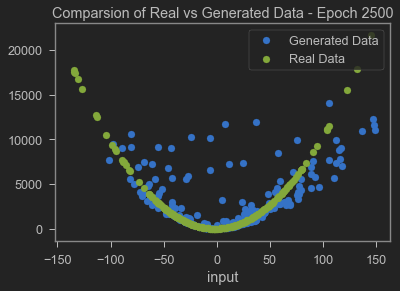 Comparsion of Real vs Generated Data - Epoch 2500
Generated Data
Real Data
20000
15000
10000
5000
0
−150 −100 −50 0 50 100 150
input